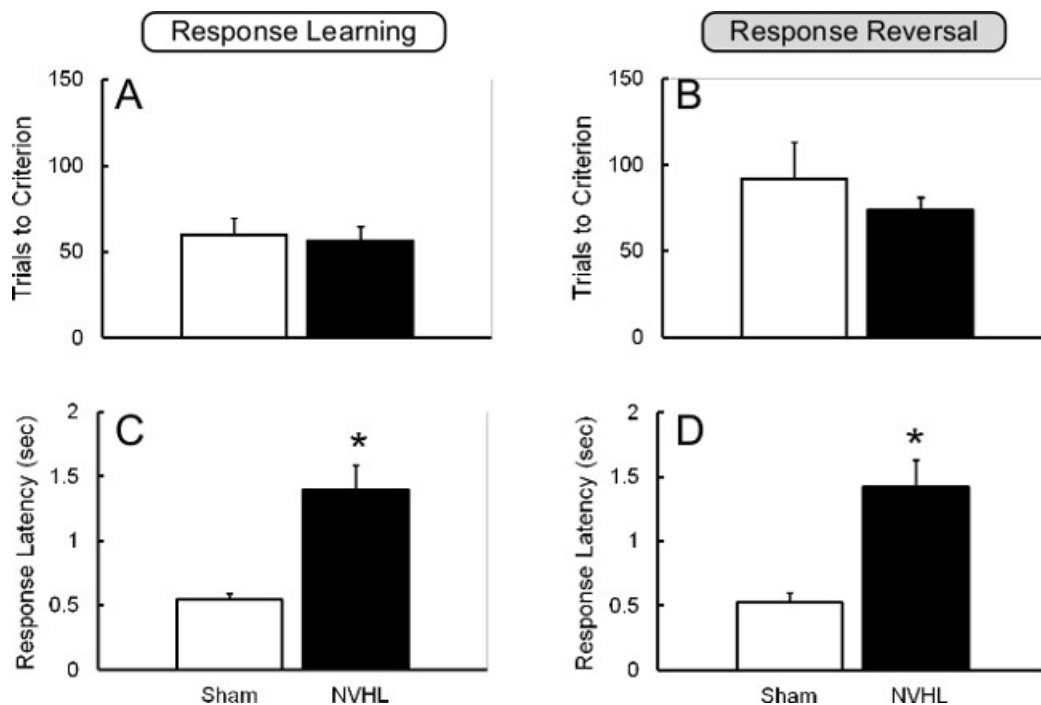 Response Learning
Response Reversal
A
150
100
50
0
Trials to Criterion
B
150
100
50
0
Trials to Criterion
C
2
1.5
1
0.5
0
Response Latency (sec)
*
Sham NVHL
D
2
1.5
1
0.5
0
Response Latency (sec)
*
Sham NVHL